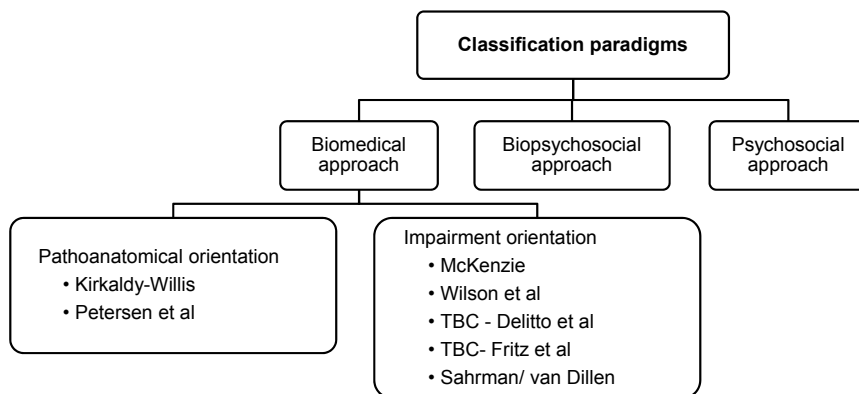 Classification paradigms
Biomedical
approach
Biopsychosocial
approach
Psychosocial
approach
Pathoanatomical orientation
• Kirkaldy-Willis
• Petersen et al
Impairment orientation
• McKenzie
• Wilson et al
• TBC - Delitto et al
• TBC- Fritz et al
• Sahrman/ van Dillen